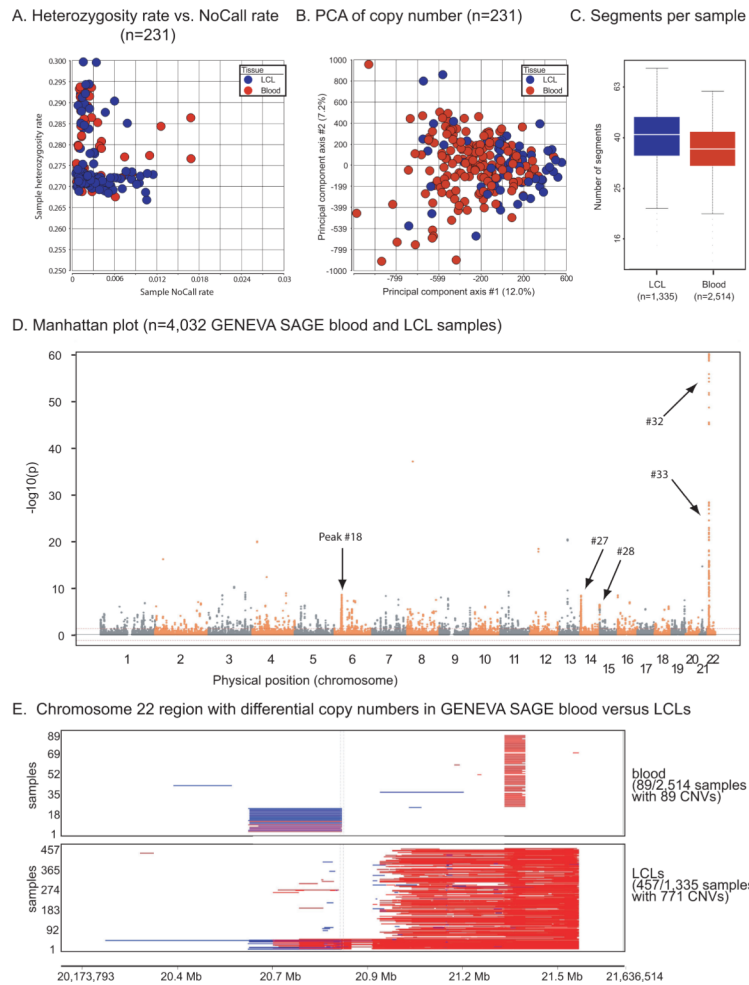 A. Heterozygosity rate vs. NoCall rate
(n=231)
B. PCA of copy number (n=231)
C. Segments per sample
Sample heterozygosity rate
0.300
0.295
0.290
0.285
0.280
0.275
0.270
0.265
0.260
0.255
0.250
Tissue
LCL
Blood
0
0.006
0.012
0.018
0.024
0.03
Sample NoCall rate
Principal component axis #2 (7.2%)
1000
800
600
400
200
0
-199
-399
-539
-799
-1000
Tissue
LCL
Blood
-799
-599
-200
200
600
Principal component axis #1 (12.0%)
Number of segments
63
40
25
16
LCL
(n=1,335)
Blood
(n=2,514)
D. Manhattan plot (n=4,032 GENEVA SAGE blood and LCL samples)
-log10(p)
60
40
30
20
10
0
#32
#33
Peak #18
#27
#28
1 2 3 4 5 6 7 8 9 10 11 12 13 14 15 16 17 18 19 20 21 22
Physical position (chromosome)
E. Chromosome 22 region with differential copy numbers in GENEVA SAGE blood versus LCLs
samples
89
69
52
35
18
1
blood
(89/2,514 samples
with 89 CNVs)
samples
457
365
274
183
92
1
LCLs
(457/1,335 samples
with 771 CNVs)
20,173,793 20.4 Mb 20.7 Mb 20.9 Mb 21.2 Mb 21.5 Mb 21,636,514